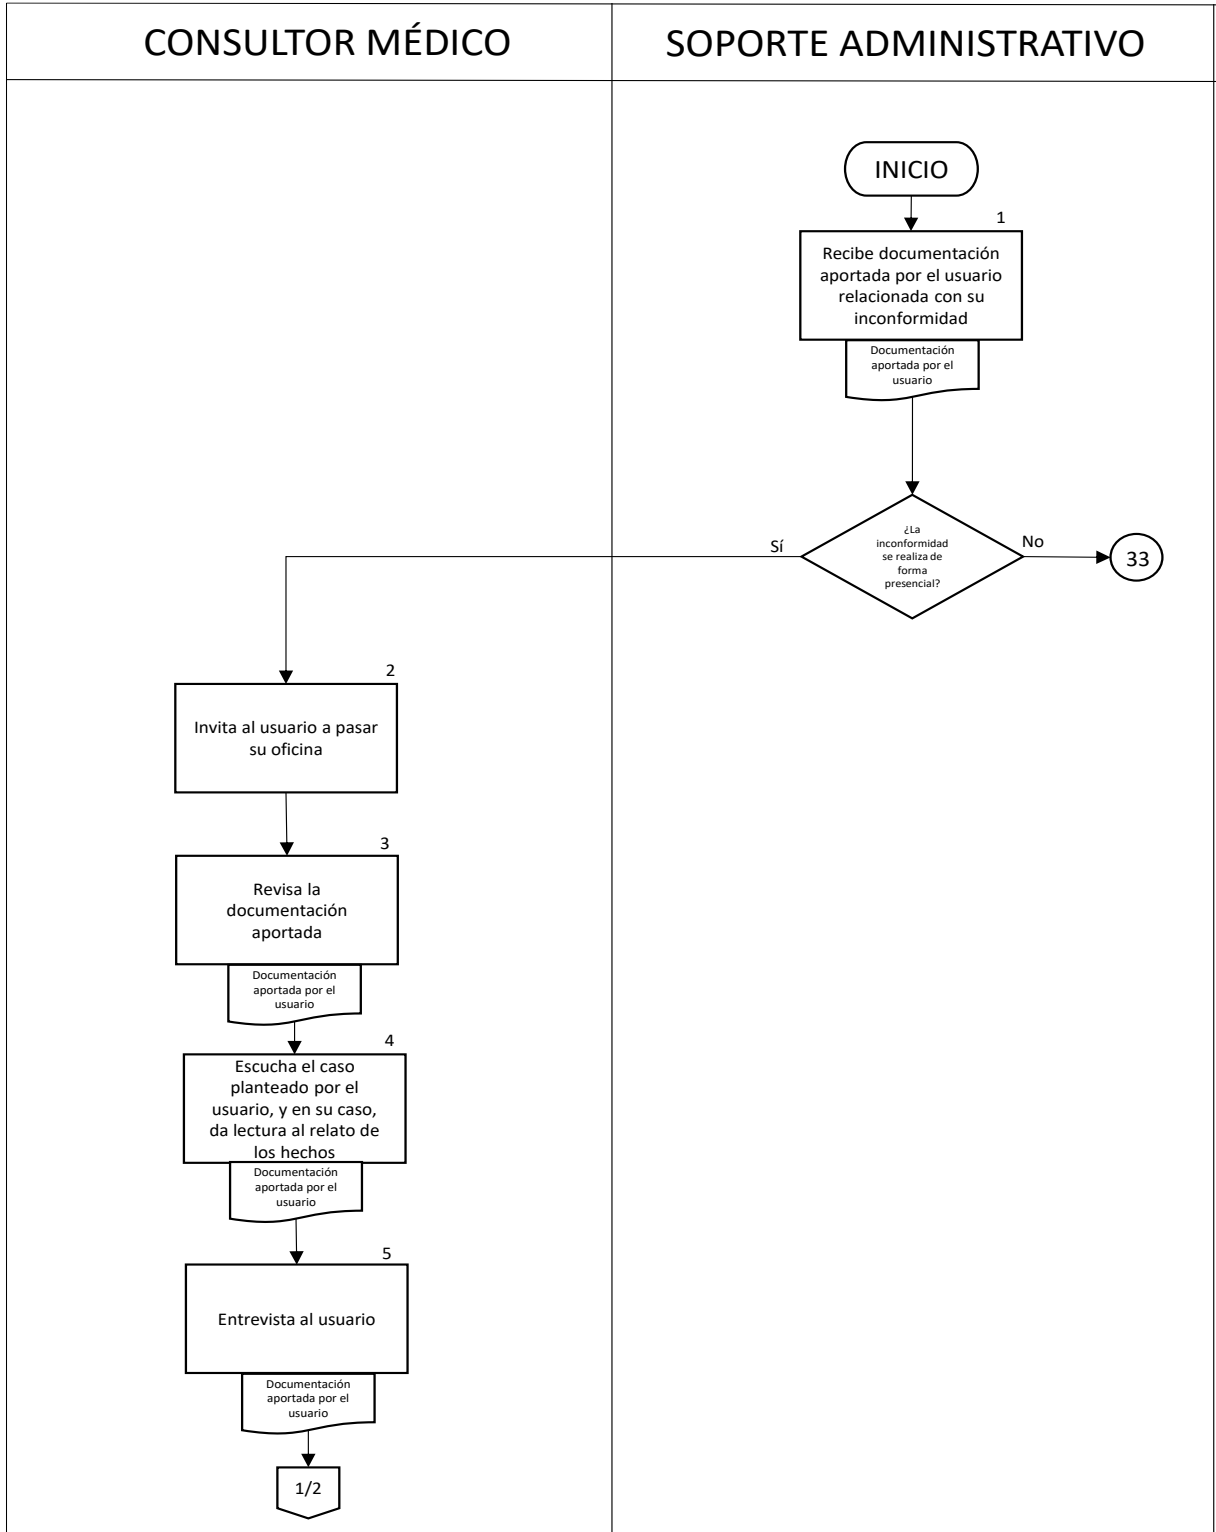 CONSULTOR MÉDICO
SOPORTE ADMINISTRATIVO
INICIO
1
Recibe documentación
aportada por el usuario
relacionada con su
inconformidad
Documentación
aportada por el
usuario
¿La
inconformidad
se realiza de
forma
presencial?
Sí
No
33
2
Invita al usuario a pasar
su oficina
3
Revisa la
documentación
aportada
Documentación
aportada por el
usuario
4
Escucha el caso
planteado por el
usuario, y en su caso,
da lectura al relato de
los hechos
Documentación
aportada por el
usuario
5
Entrevista al usuario
Documentación
aportada por el
usuario
1/2